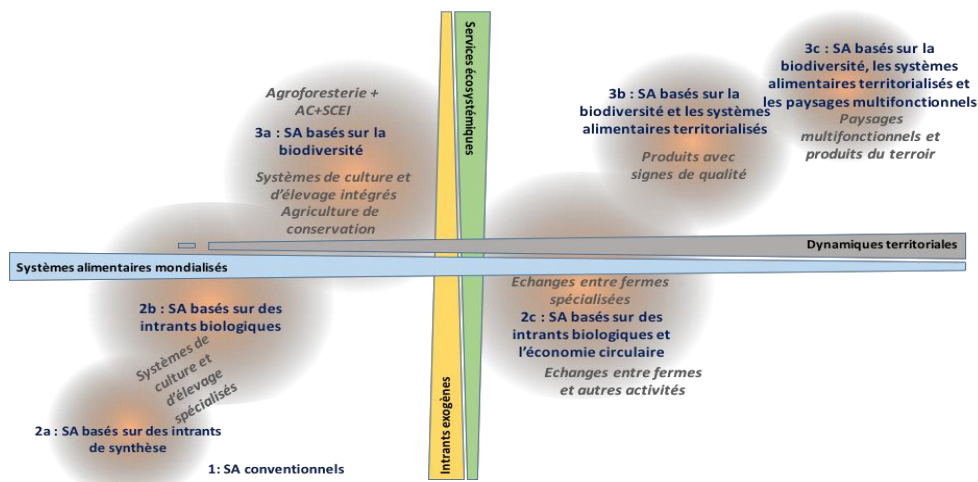 Services écosystémiques
Agroforesterie +
AC+SCEI
3a : SA basés sur la
biodiversité
Systèmes de culture et
d'élevage intégrés
Agriculture de
conservation
3b : SA basés sur la
biodiversité et les systèmes
alimentaires territorialisés
Produits avec
signes de qualité
3c : SA basés sur la
biodiversité, les systèmes
alimentaires territorialisés et
les paysages multifonctionnels
Paysages
multifonctionnels et
produits du terroir
Dynamiques territoriales
Systèmes alimentaires mondialisés
2b : SA basés sur des
intrants biologiques
Systèmes de
culture et
d'élevage
spécialisés
2a : SA basés sur des intrants
de synthèse
1: SA conventionnels
Intrants exogènes
Echanges entre fermes
spécialisées
2c : SA basés sur des
intrants biologiques et
l'économie circulaire
Echanges entre fermes
et autres activités